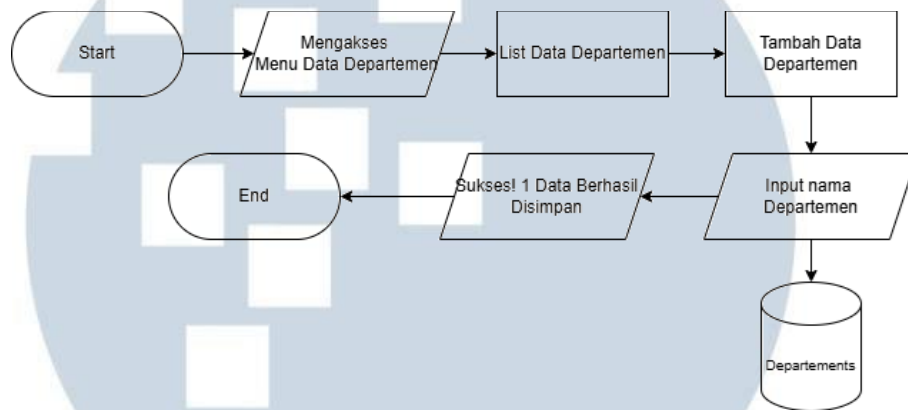 Start
Mengakses
Menu Data Departemen
List Data Departemen
Tambah Data
Departemen
Input nama
Departemen
Sukses! 1 Data Berhasil
Disimpan
End
Departements